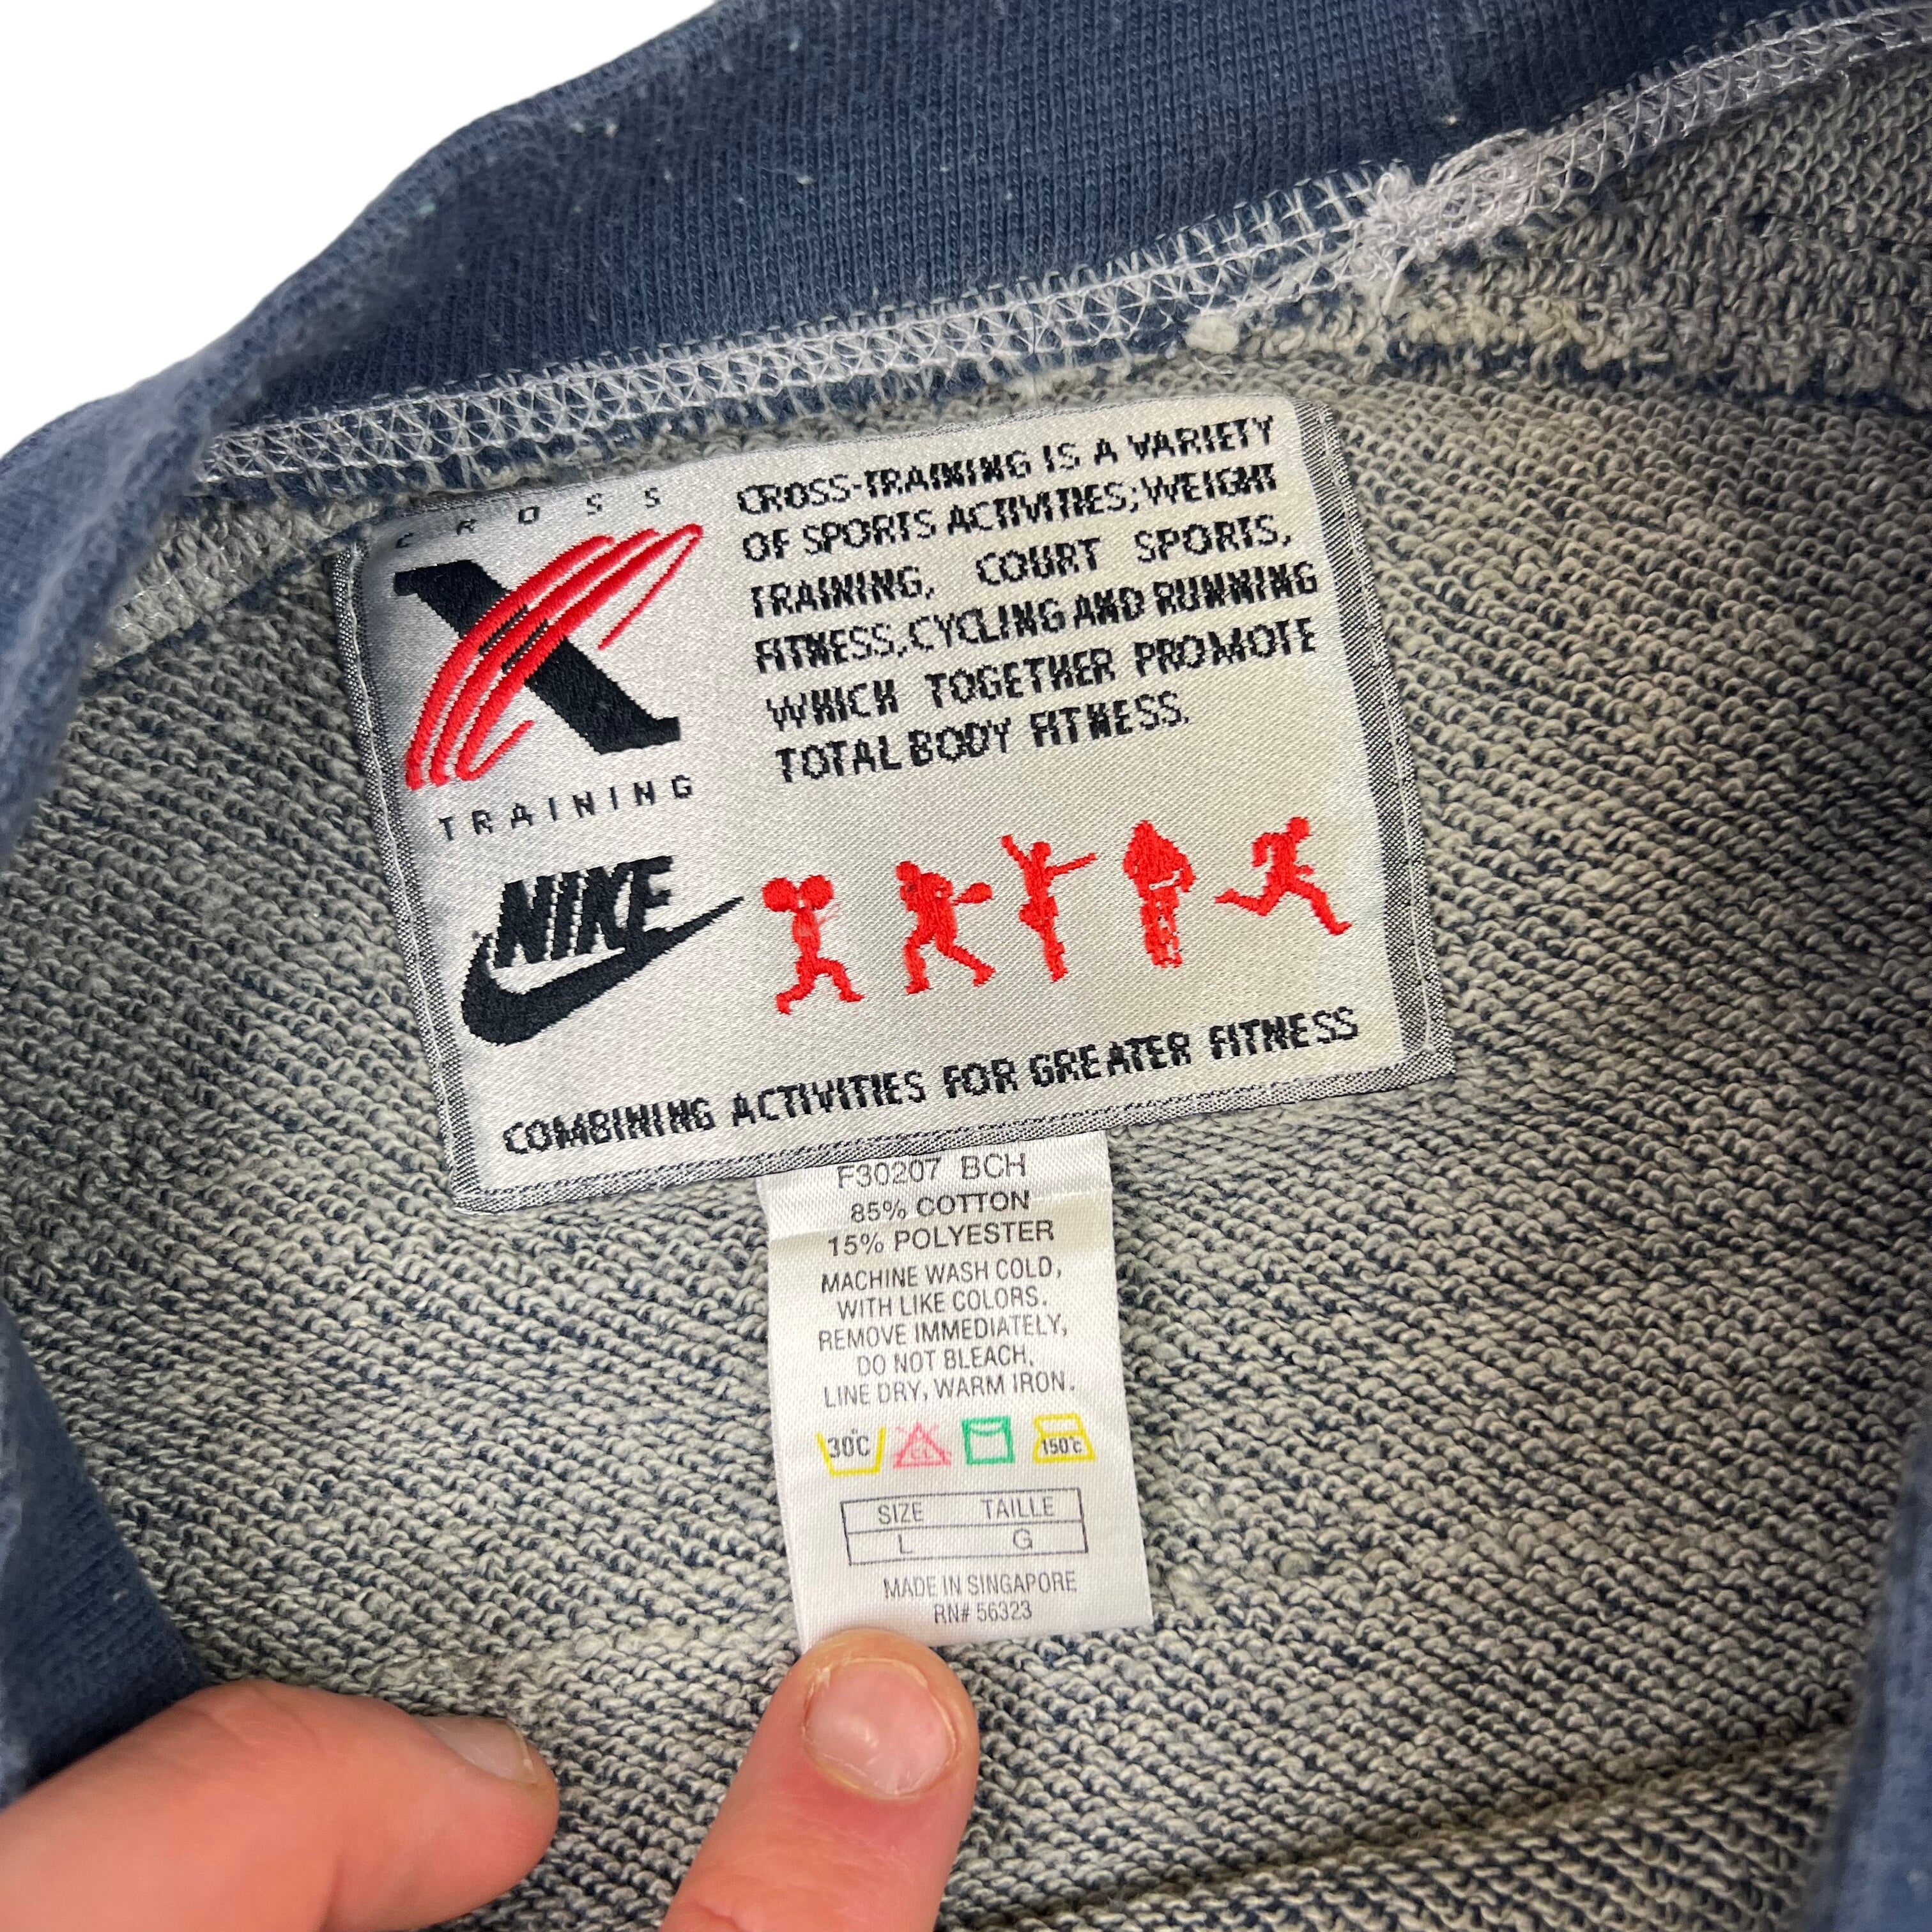 CROSS
TRAINING
CROSS-TRAINING IS A VARIETY
OF SPORTS ACTIVITIES; WEIGHT
TRAINING, COURT SPORTS,
FITNESS, CYCLING AND RUNNING
WHICH TOGETHER PROMOTE
TOTAL BODY FITNESS.
NIKE
COMBINING ACTIVITIES FOR GREATER FITNESS
F30207 BCH
85% COTTON
15% POLYESTER
MACHINE WASH COLD,
WITH LIKE COLORS.
REMOVE IMMEDIATELY,
DO NOT BLEACH.
LINE DRY, WARM IRON.
30°C CL 150°C
SIZE TAILLE
L G
MADE IN SINGAPORE
RN# 56323